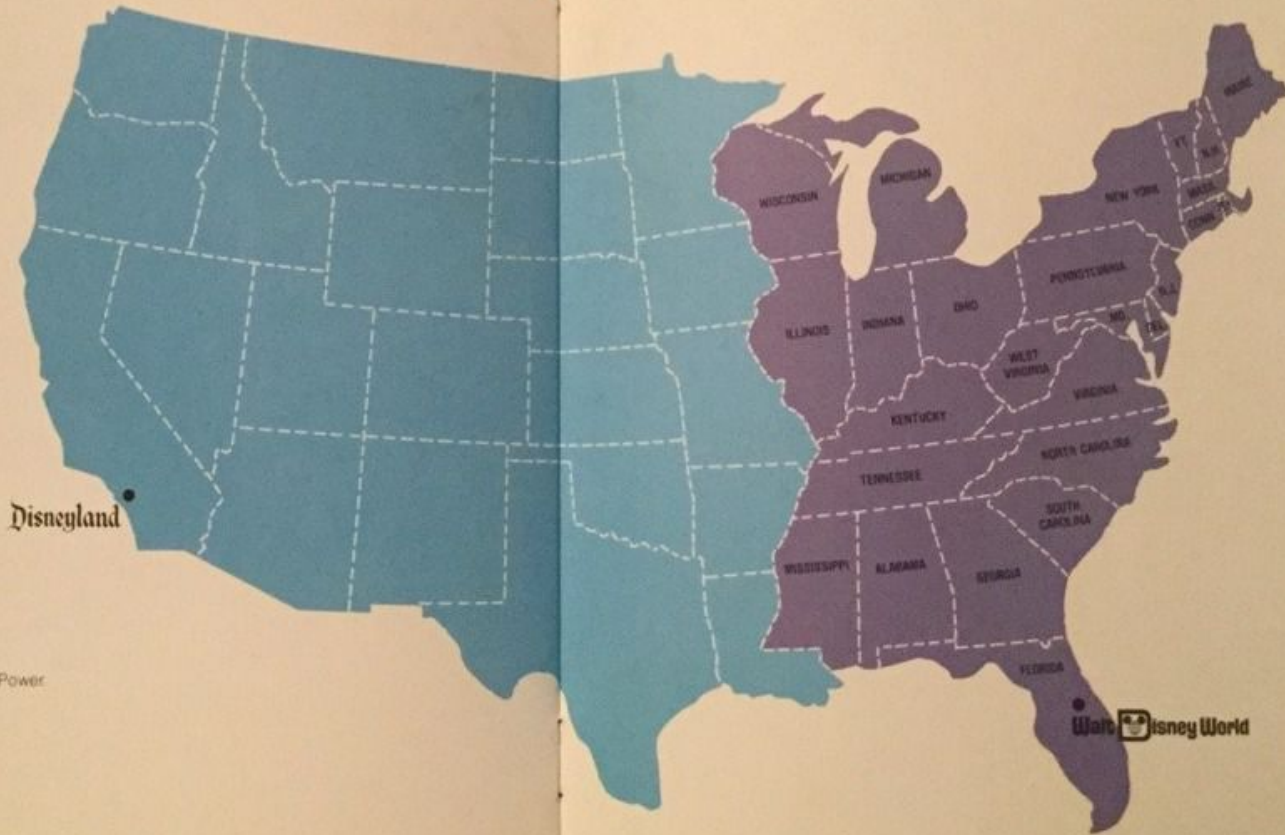 MAINE
VT.
N.H.
MICHIGAN
WISCONSIN
NEW YORK
MASS.
CONN.
R.I.
PENNSYLVANIA
N.J.
OHIO
MD.
DEL.
INDIANA
ILLINOIS
WEST
VIRGINIA
VIRGINIA
KENTUCKY
NORTH CAROLINA
TENNESSEE
SOUTH
CAROLINA
Disneyland
MISSISSIPPI
ALABAMA
GEORGIA
FLORIDA
Power
Walt Disney World